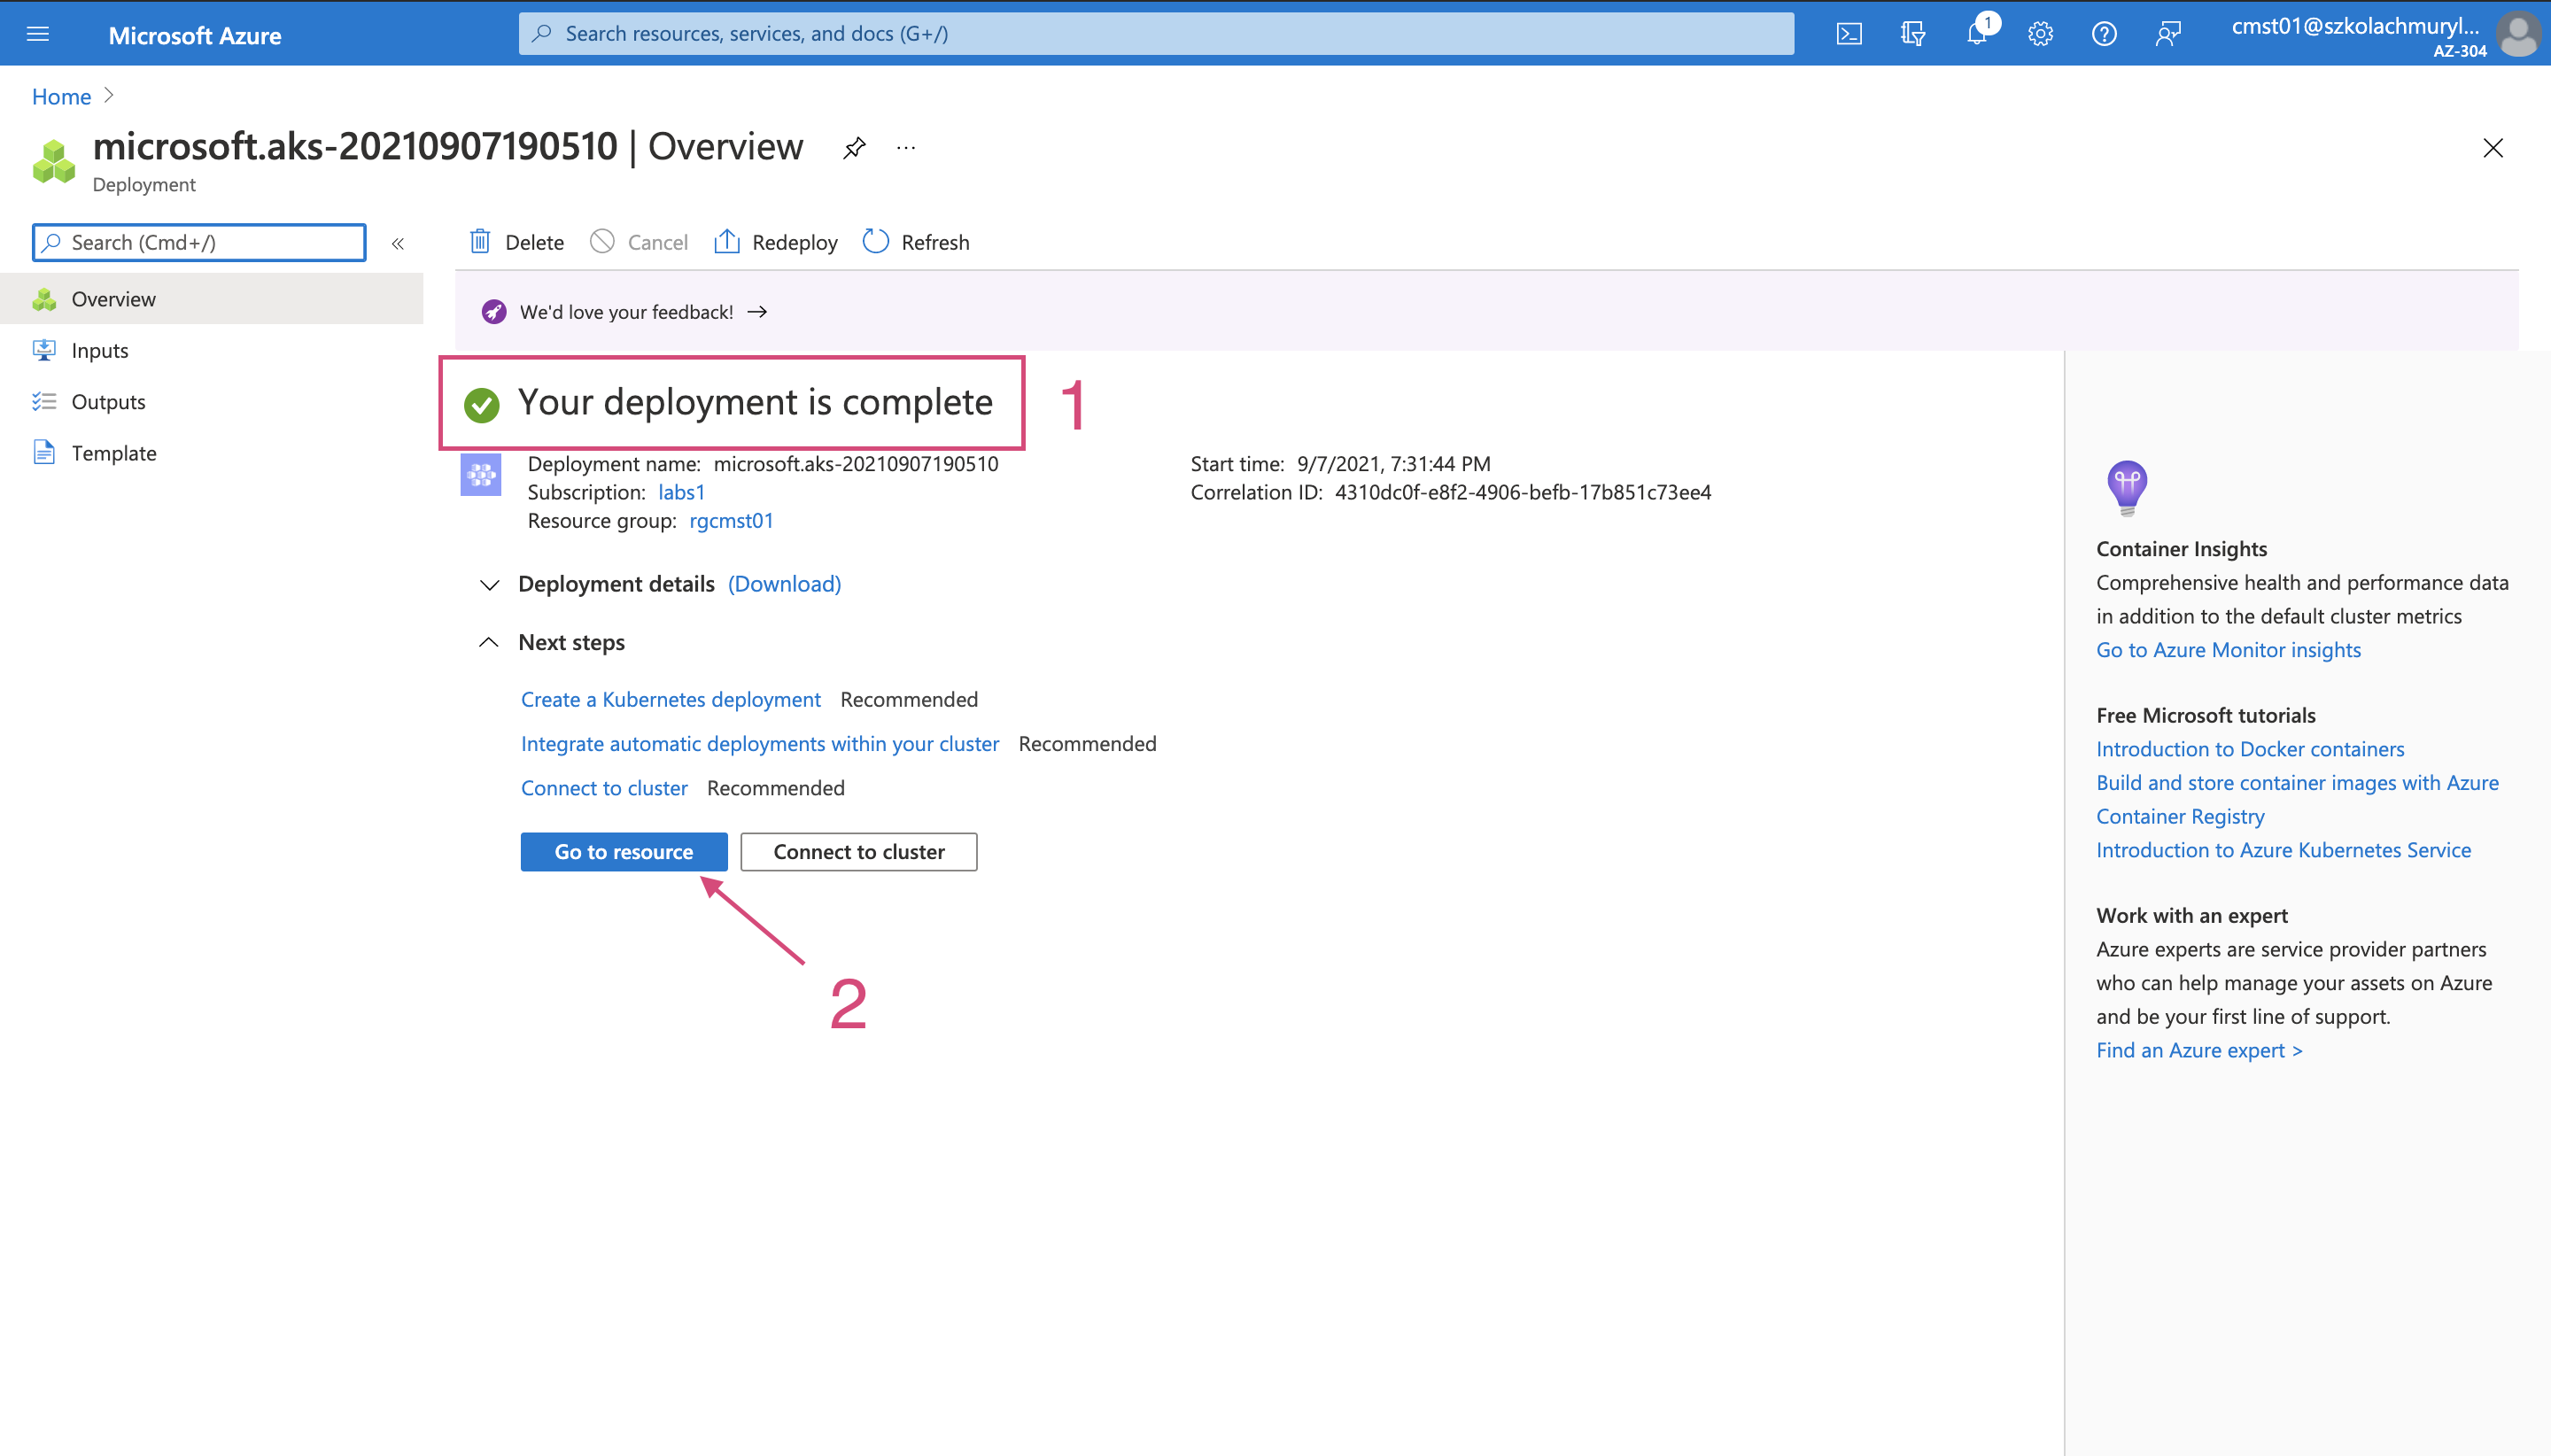 Microsoft Azure
Search resources, services, and docs (G+/)
1
cmst01@szkolachmuryl...
AZ-304
Home
microsoft.aks-20210907190510 | Overview
...
Deployment
Search (Cmd+/)
«
Delete
Cancel
Redeploy
Refresh
Overview
Inputs
Outputs
Template
We'd love your feedback! →
Your deployment is complete
1
Deployment name: microsoft.aks-20210907190510
Subscription: labs1
Resource group: rgcmst01
Start time: 9/7/2021, 7:31:44 PM
Correlation ID: 4310dc0f-e8f2-4906-befb-17b851c73ee4
Deployment details (Download)
Next steps
Create a Kubernetes deployment Recommended
Integrate automatic deployments within your cluster Recommended
Connect to cluster Recommended
Go to resource
Connect to cluster
2
Container Insights
Comprehensive health and performance data
in addition to the default cluster metrics
Go to Azure Monitor insights
Free Microsoft tutorials
Introduction to Docker containers
Build and store container images with Azure
Container Registry
Introduction to Azure Kubernetes Service
Work with an expert
Azure experts are service provider partners
who can help manage your assets on Azure
and be your first line of support.
Find an Azure expert >